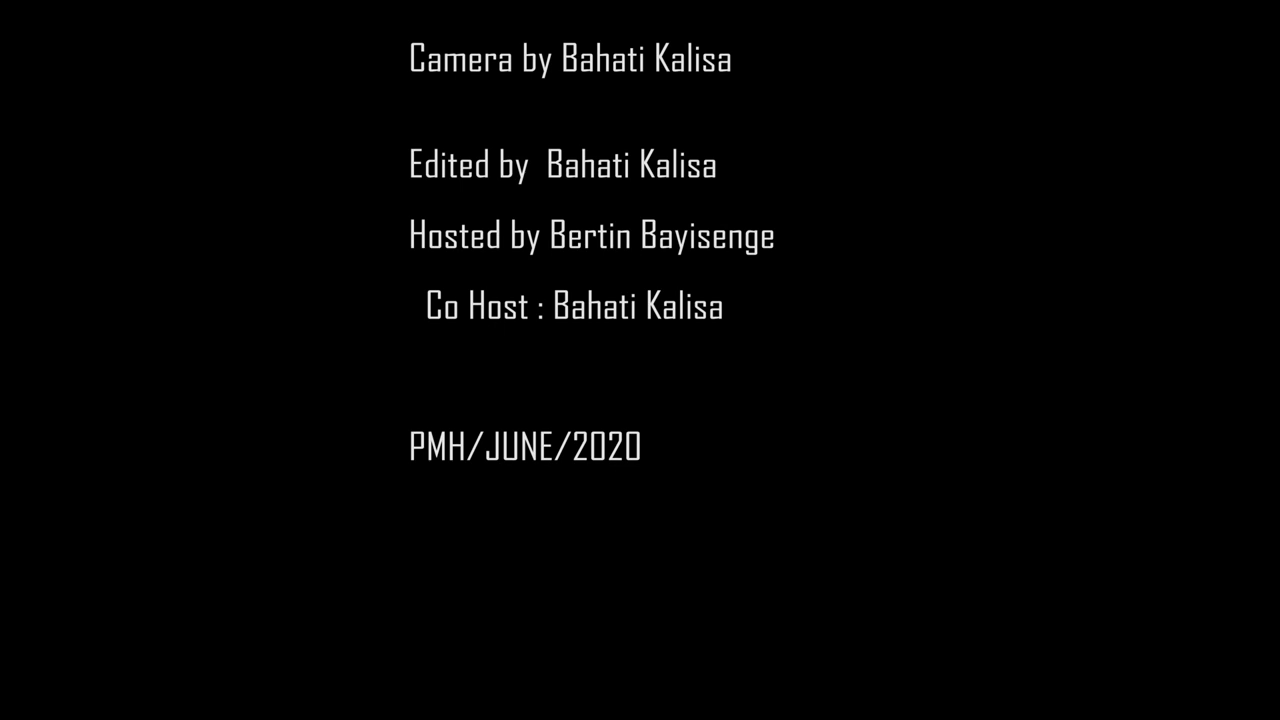 Camera by Bahati Kalisa
Edited by  Bahati Kalisa
Hosted by Bertin Bayisenge
Co Host : Bahati Kalisa
PMH/JUNE/2020